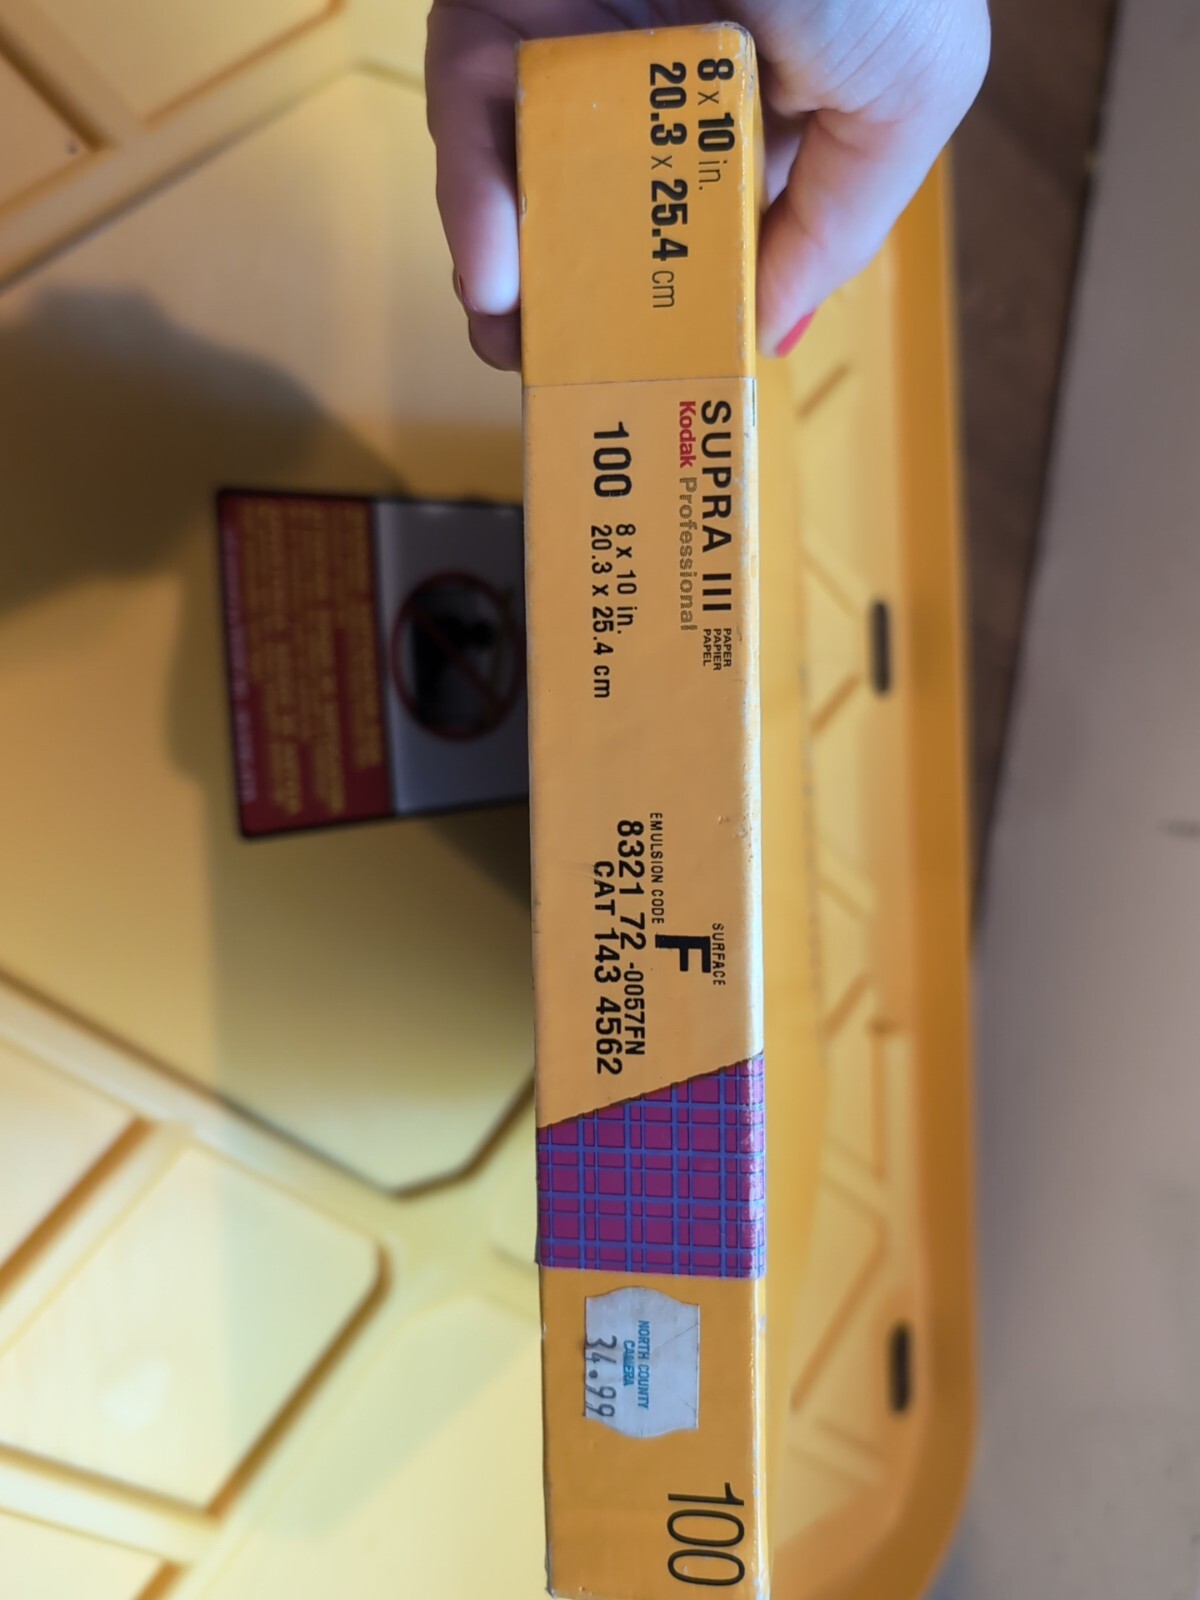 8 x 10 in.
20.3 x 25.4 cm
SUPRA III
PAPER
PAPIER
PAPEL
Kodak Professional
100
8 x 10 in.
20.3 x 25.4 cm
SURFACE
F
EMULSION CODE
8321 72 -0057FN
CAT 143 4562
NORTH COUNTY
CAMERA
34.99
100